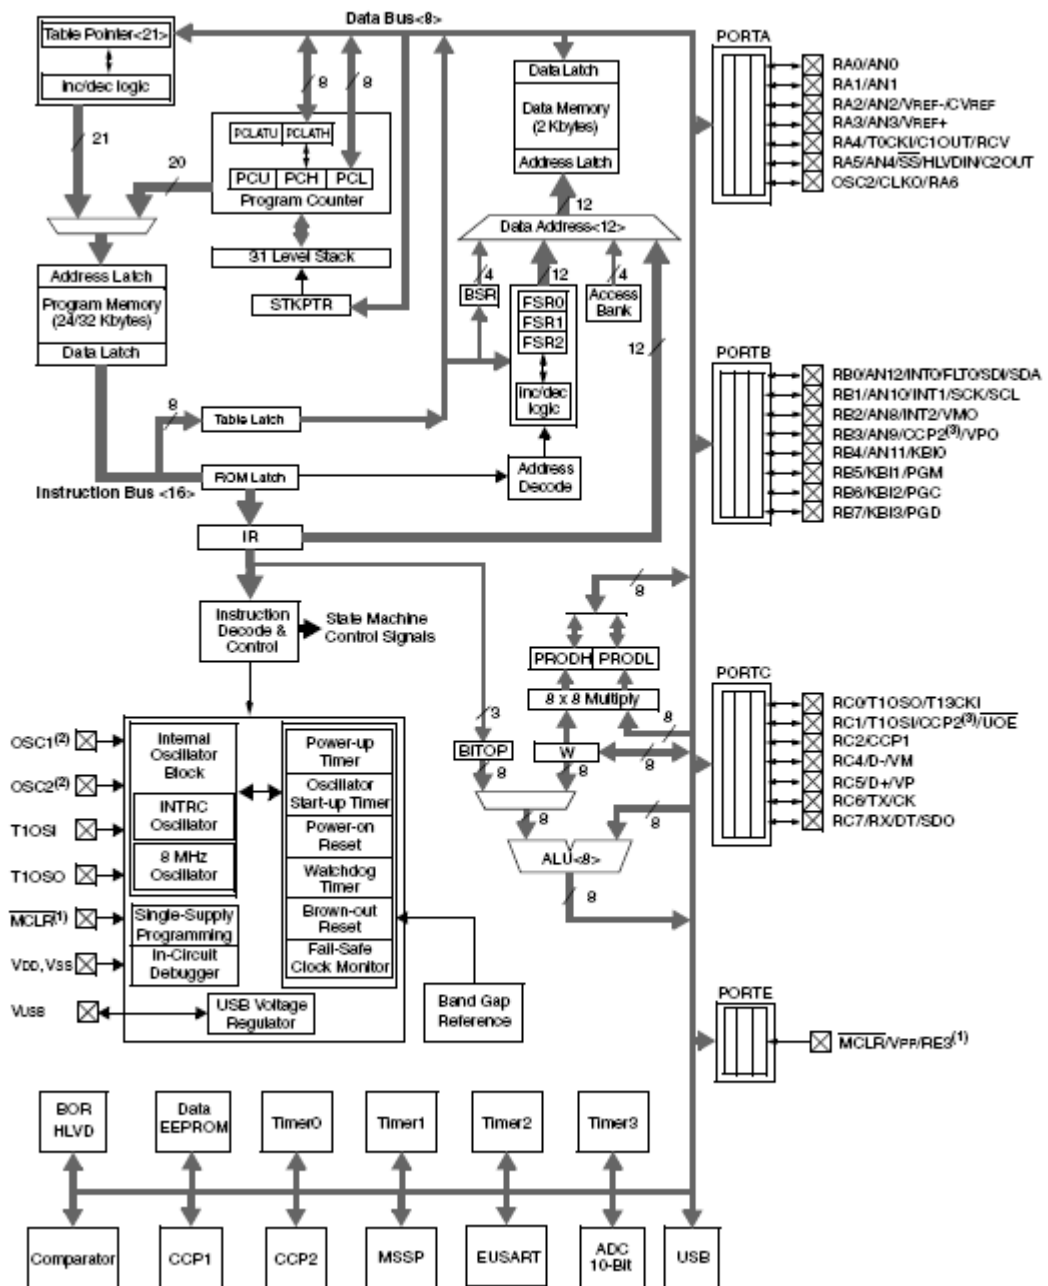 Data Bus<8>
Table Pointer<21>
inc/dec logic
21
20
8
8
PCLATU
PCLATH
PCU
PCH
PCL
Program Counter
31 Level Stack
STKPTR
Address Latch
Program Memory
(24/32 Kbytes)
Data Latch
8
Table Latch
ROM Latch
Instruction Bus <16>
IR
Data Latch
Data Memory
(2 Kbytes)
Address Latch
12
Data Address<12>
4
12
4
BSR
FSR0
FSR1
FSR2
Access
Bank
12
inc/dec
logic
Address
Decode
Instruction
Decode &
Control
State Machine
Control Signals
8
PRODH
PRODL
8 x 8 Multiply
8
3
BITOP
W
8
8
8
8
8
ALU<8>
8
OSC1(2)
OSC2(2)
T1OSI
T1OSO
MCLR(1)
VDD, VSS
VUSB
Internal
Oscillator
Block
INTRC
Oscillator
8 MHz
Oscillator
Single-Supply
Programming
In-Circuit
Debugger
Power-up
Timer
Oscillator
Start-up Timer
Power-on
Reset
Watchdog
Timer
Brown-out
Reset
Fail-Safe
Clock Monitor
USB Voltage
Regulator
Band Gap
Reference
PORTA
RA0/AN0
RA1/AN1
RA2/AN2/VREF-/CVREF
RA3/AN3/VREF+
RA4/T0CKI/C1OUT/RCV
RA5/AN4/SS/HLVDIN/C2OUT
OSC2/CLKO/RA6
PORTB
RB0/AN12/INT0/FLT0/SDI/SDA
RB1/AN10/INT1/SCK/SCL
RB2/AN8/INT2/VMO
RB3/AN9/CCP2(3)/VPO
RB4/AN11/KBI0
RB5/KBI1/PGM
RB6/KBI2/PGC
RB7/KBI3/PGD
PORTC
RC0/T1OSO/T13CKI
RC1/T1OSI/CCP2(3)/UOE
RC2/CCP1
RC4/D-/VM
RC5/D+/VP
RC6/TX/CK
RC7/RX/DT/SDO
PORTE
MCLR/VPP/RE3(1)
BOR
HLVD
Data
EEPROM
Timer0
Timer1
Timer2
Timer3
Comparator
CCP1
CCP2
MSSP
EUSART
ADC
10-Bit
USB